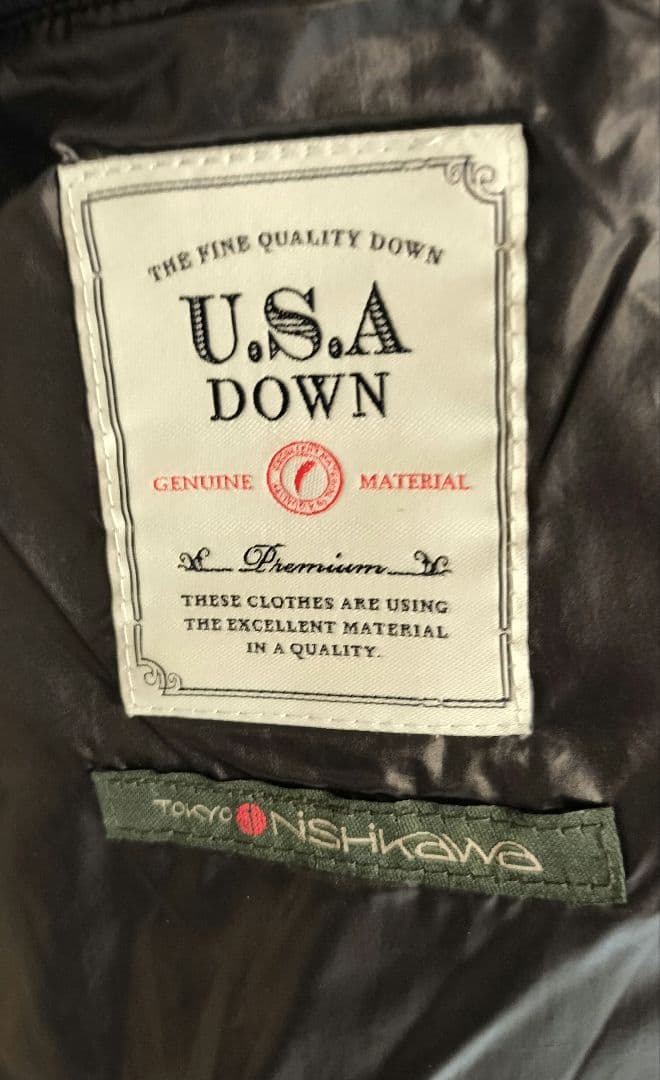 THE FINE QUALITY DOWN
U.S.A
DOWN
GENUINE MATERIAL
Premium
THESE CLOTHES ARE USING
THE EXCELLENT MATERIAL
IN A QUALITY.
TOKYO NiSHiKaWa